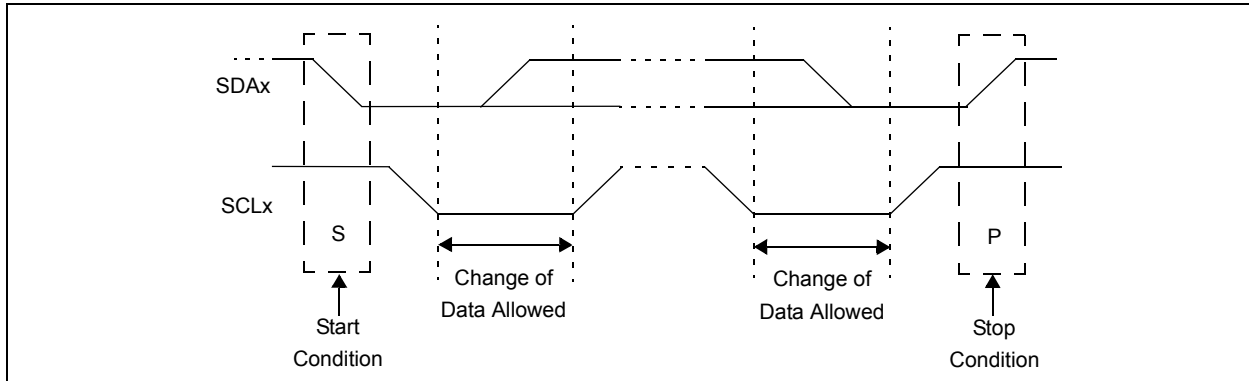 SDAx
SCLx
S
P
Change of
Data Allowed
Change of
Data Allowed
Start
Condition
Stop
Condition